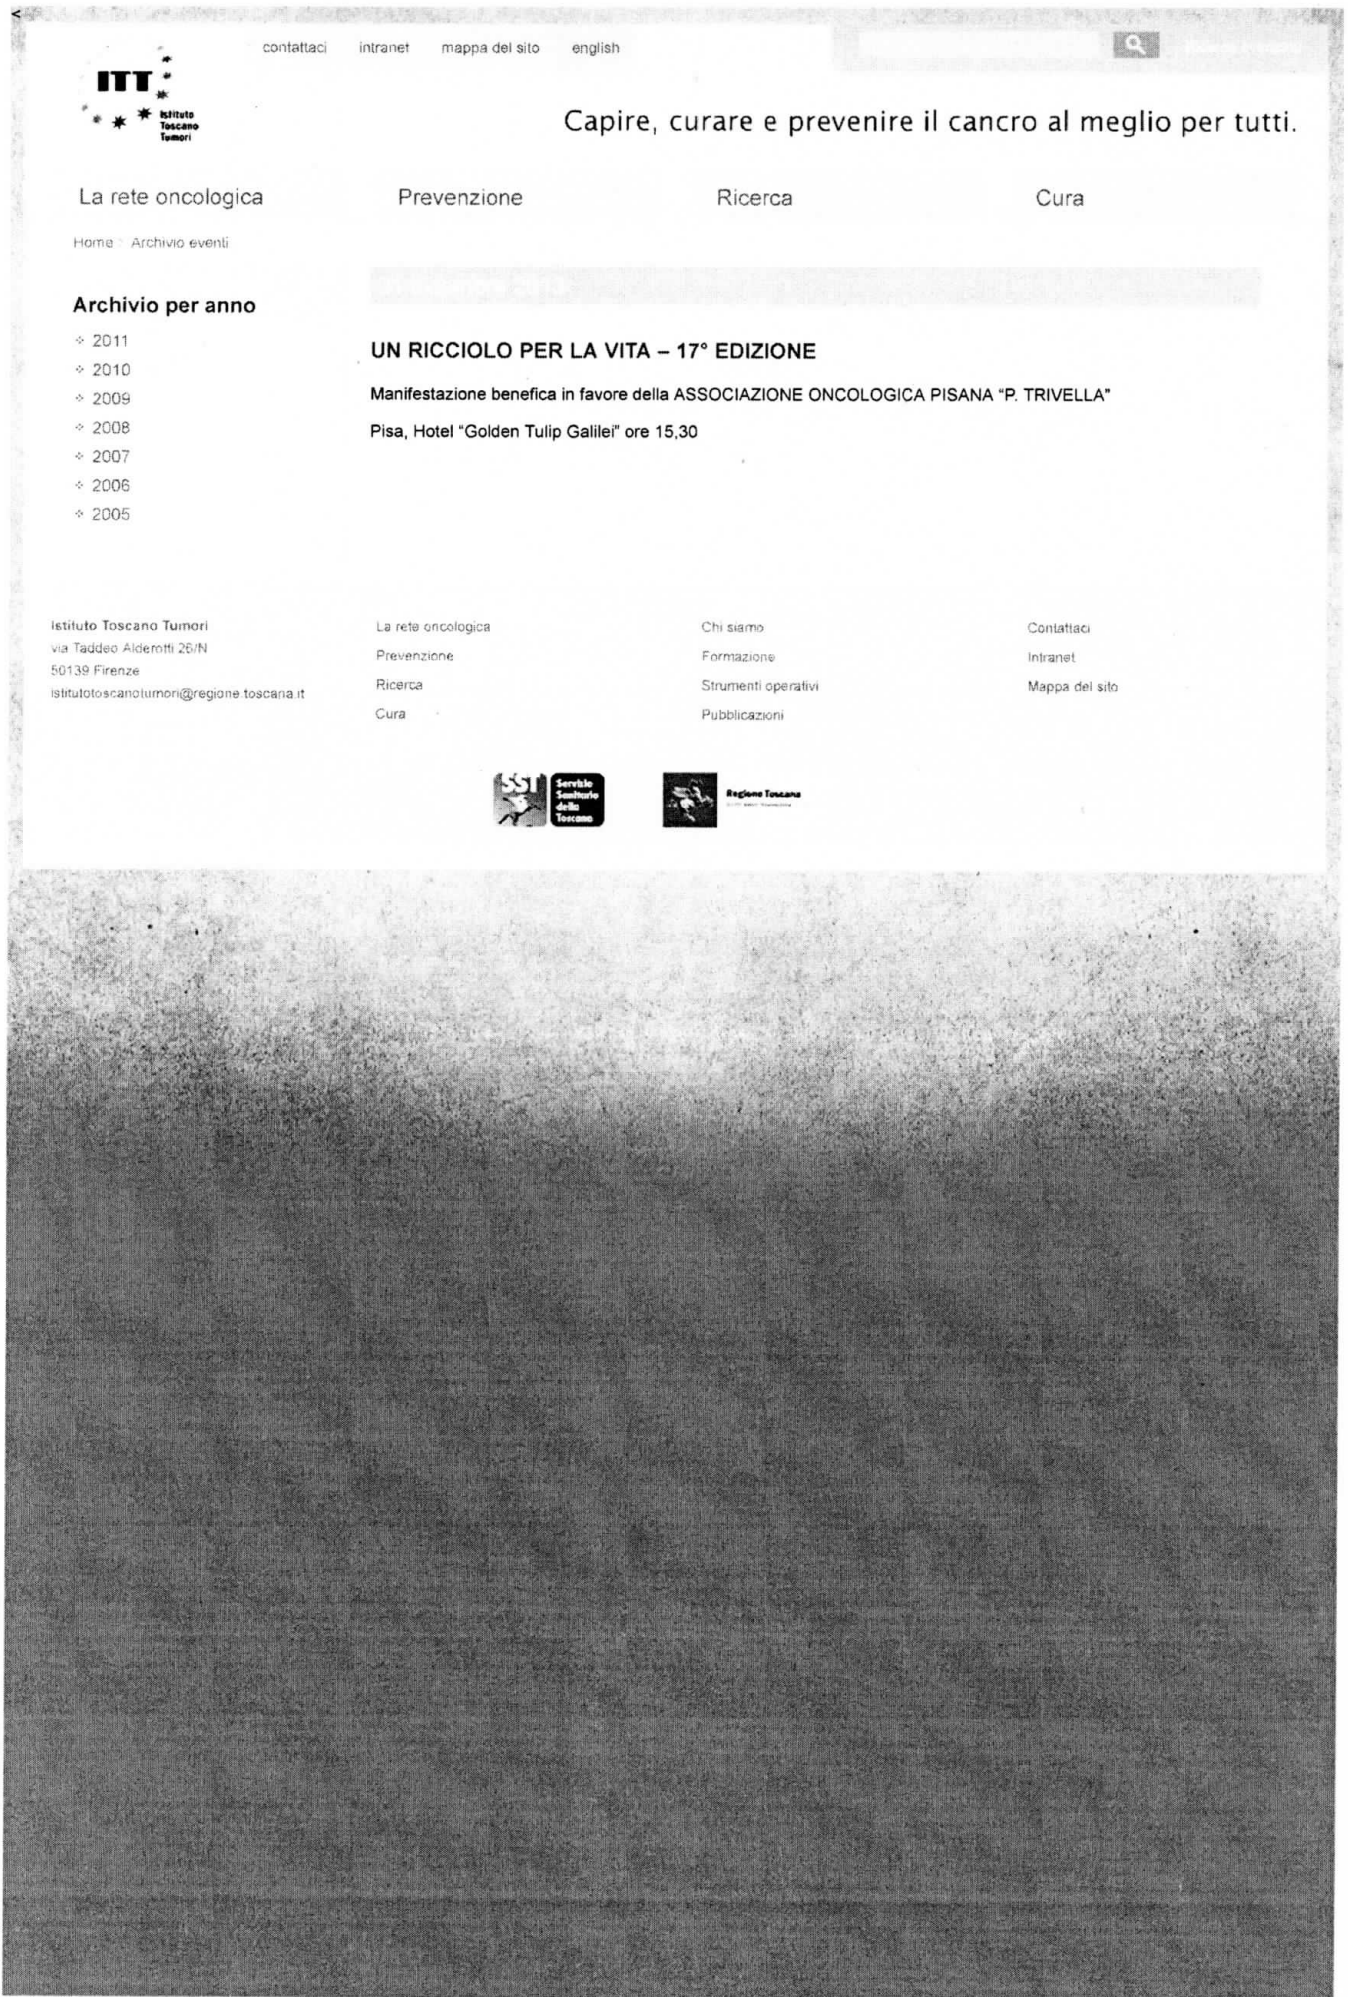 <
contattaci intranet mappa del sito english
ITT
Istituto
Toscano
Tumori
Capire, curare e prevenire il cancro al meglio per tutti.
La rete oncologica Prevenzione Ricerca Cura
Home Archivio eventi
Archivio per anno
2011
2010
2009
2008
2007
2006
2005
UN RICCIOLO PER LA VITA – 17° EDIZIONE
Manifestazione benefica in favore della ASSOCIAZIONE ONCOLOGICA PISANA “P. TRIVELLA”
Pisa, Hotel “Golden Tulip Galilei” ore 15,30
Istituto Toscano Tumori
via Taddeo Alderotti 26/N
50139 Firenze
istitutotoscanotumori@regione.toscana.it
La rete oncologica
Prevenzione
Ricerca
Cura
Chi siamo
Formazione
Strumenti operativi
Pubblicazioni
Contattaci
Intranet
Mappa del sito
SST
Servizio
Sanitario
della
Toscana
Regione Toscana